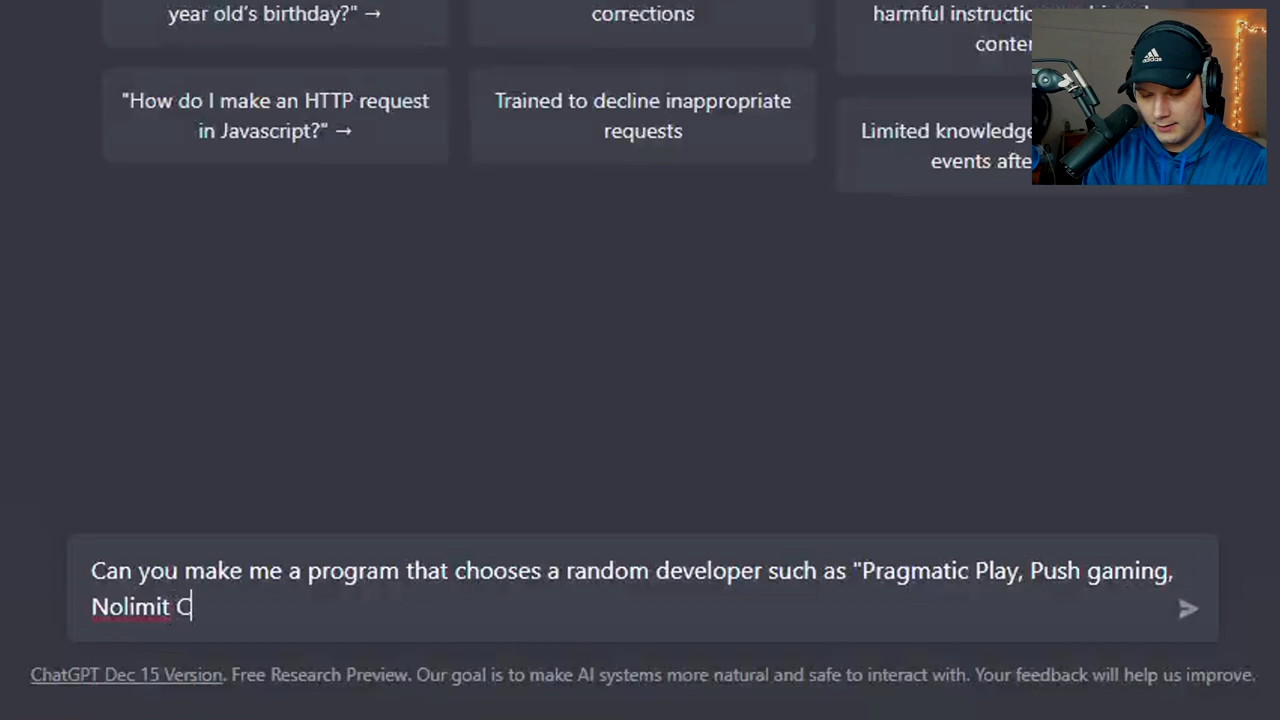 year old's birthday?" →
corrections
harmful
"How do I make an HTTP request
in Javascript?" →
Trained to decline inappropriate
requests
Limited knowledge
events
adidas
Can you make me a program that chooses a random developer such as "Pragmatic Play, Push gaming,
Nolimit C
ChatGPT Dec 15 Version. Free Research Preview. Our goal is to make AI systems more natural and safe to interact with. Your feedback will help us improve.